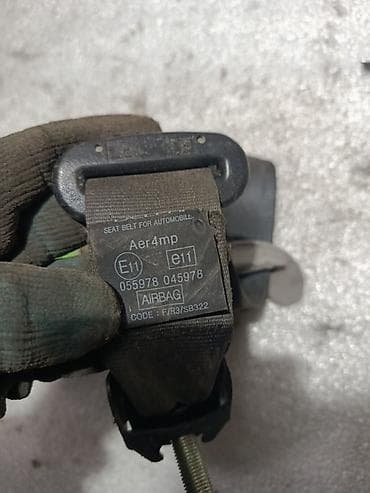 SEAT BELT FOR AUTOMOBILE
Aer4mp
E11 e11
055978 045978
AIRBAG
CODE : F/R3/SB322